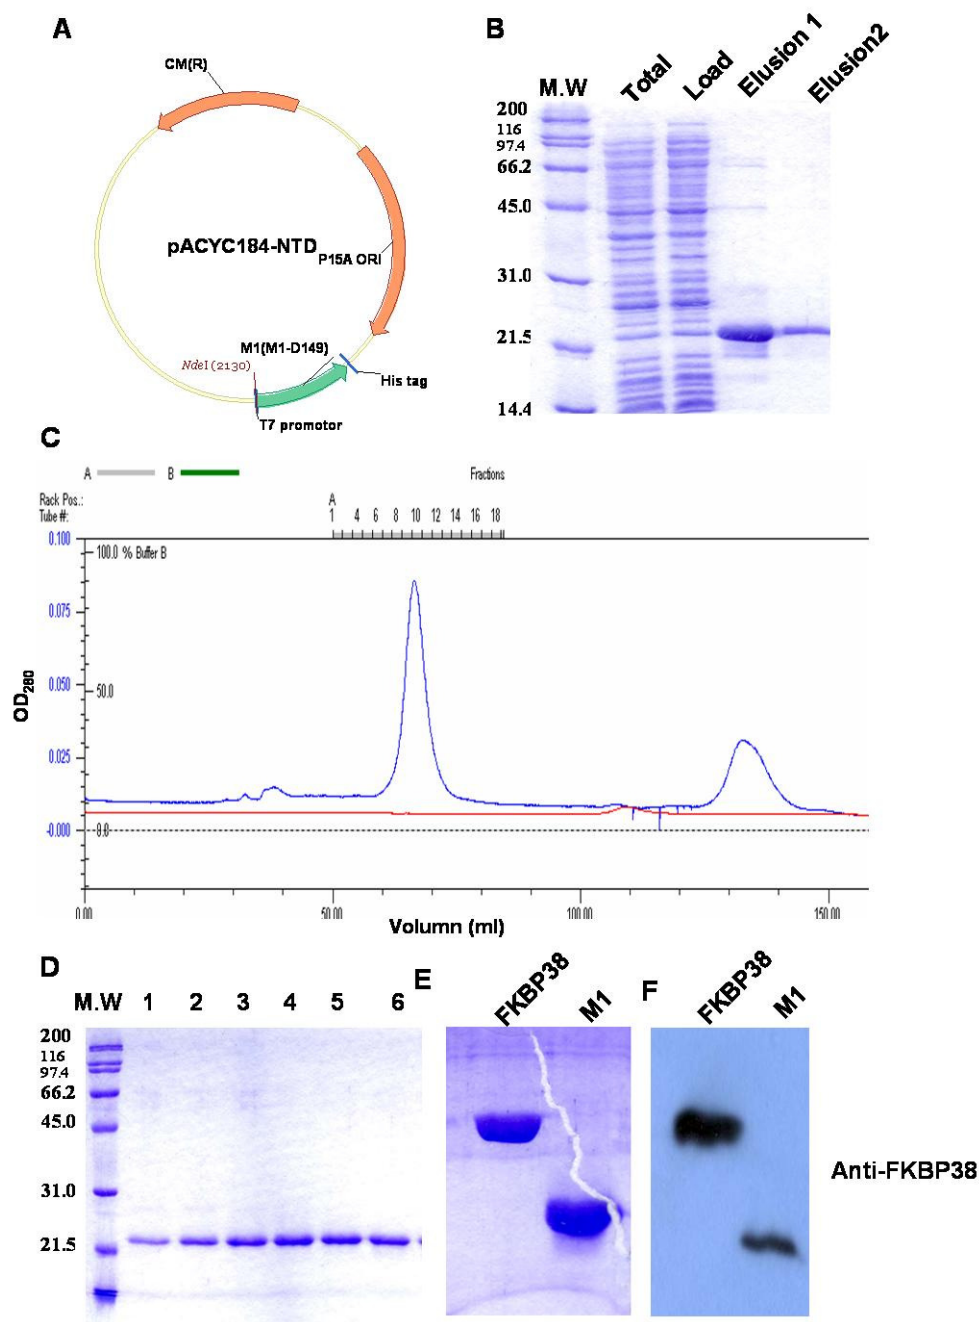 A
CM(R)
pACYC184-NTD
P15A ORI
M1(M1-D149)
NdeI (2130)
His tag
T7 promotor
B
M.W Total Load Elusion 1 Elusion2
200
116
97.4
66.2
45.0
31.0
21.5
14.4
C
A B Fractions
Rack Pos.: A
Tube #: 1 4 6 8 10 12 14 16 18
0.100 100.0 % Buffer B
0.075
0.050 50.0
0.025
-0.000 0.0
OD280
0.00 50.00 100.00 150.00
Volumn (ml)
D
M.W 1 2 3 4 5 6
200
116
97.4
66.2
45.0
31.0
21.5
E
FKBP38 M1
F
FKBP38 M1
Anti-FKBP38